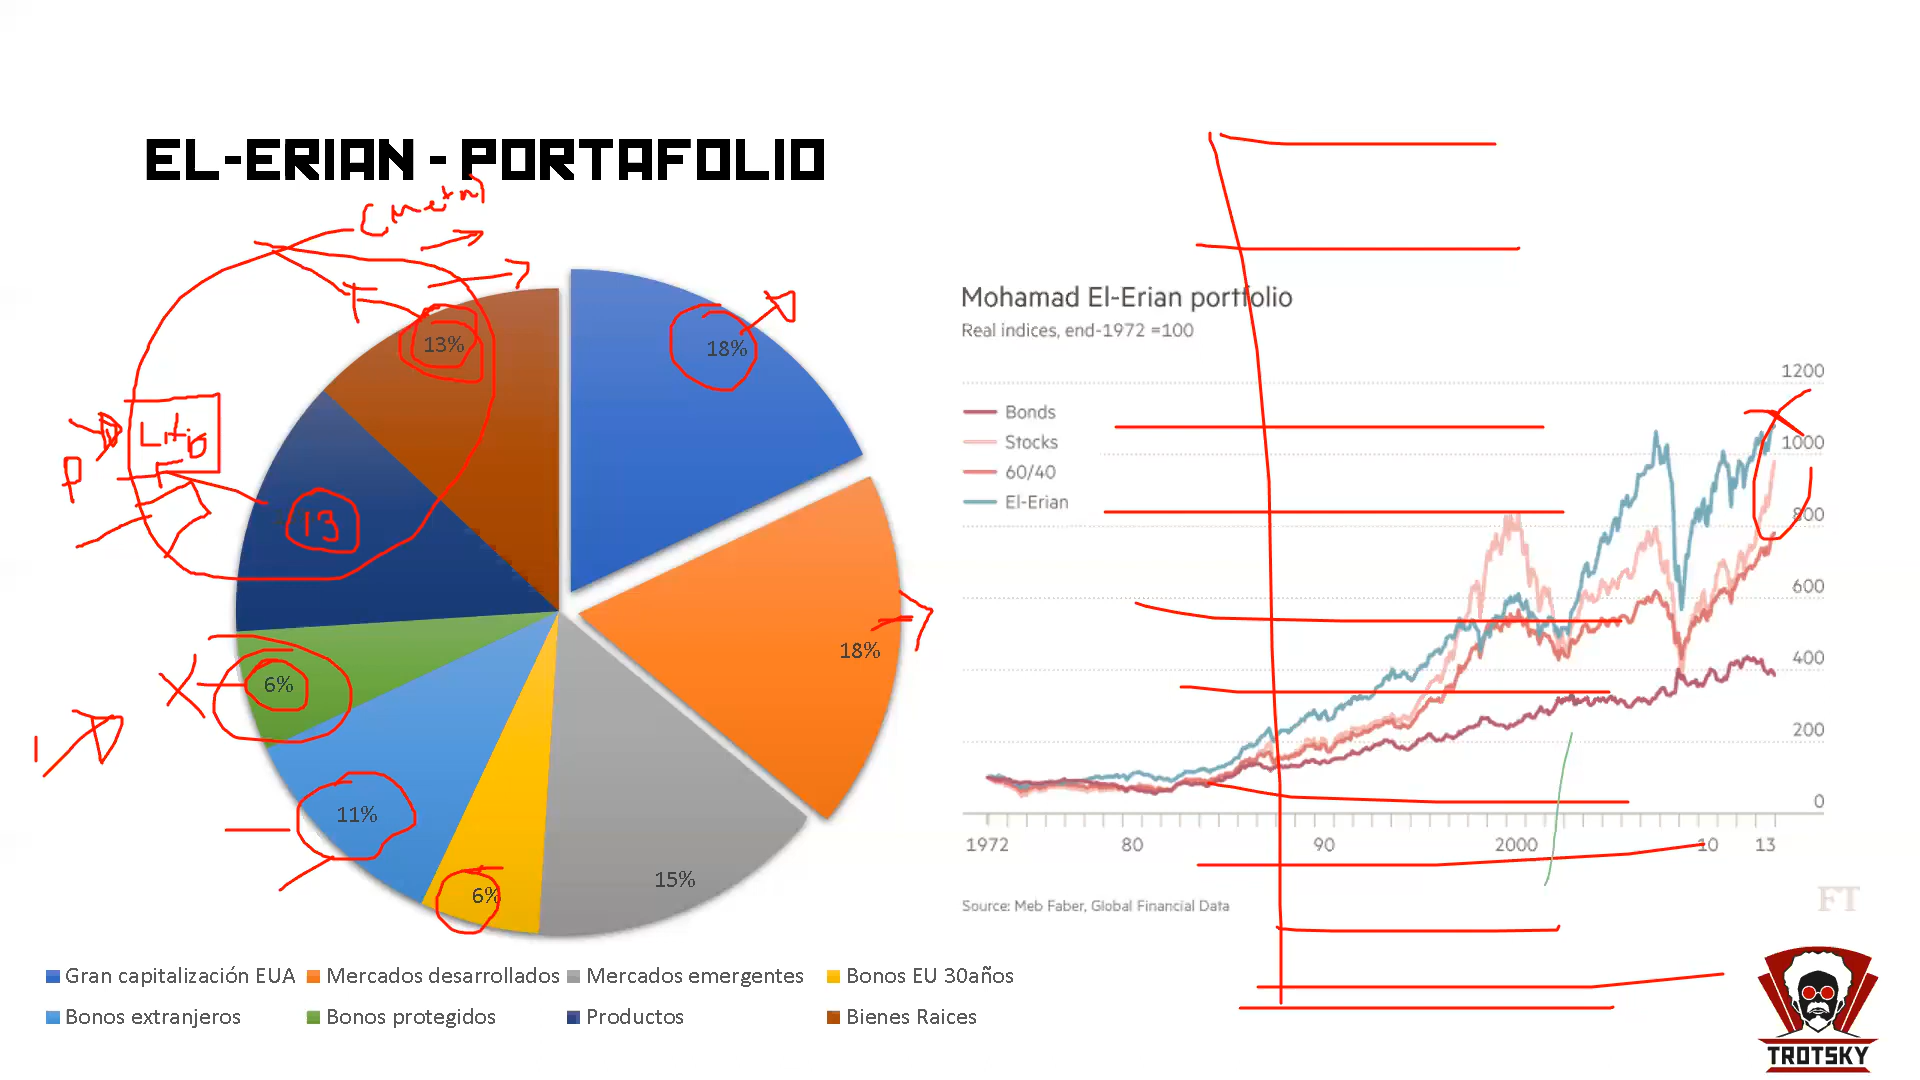 EL-ERIAN - PORTAFOLIO
13%
18%
Litio
P
13
18%
6%
X
11%
6%
15%
Gran capitalización EUA
Mercados desarrollados
Mercados emergentes
Bonos EU 30años
Bonos extranjeros
Bonos protegidos
Productos
Bienes Raices
Mohamad El-Erian portfolio
Real indices, end-1972 =100
Bonds
Stocks
60/40
El-Erian
1200
1000
800
600
400
200
0
1972 80 90 2000 10 13
Source: Meb Faber, Global Financial Data
FT
TROTSKY